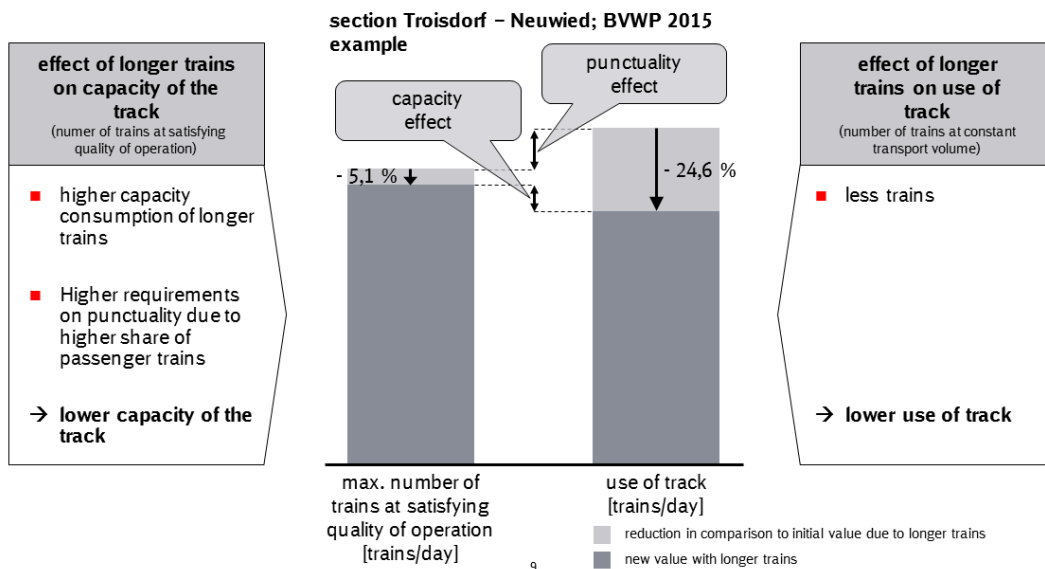 section Troisdorf – Neuwied; BVWP 2015
example
effect of longer trains
on capacity of the
track
(numer of trains at satisfying
quality of operation)
■ higher capacity
consumption of longer
trains
■ Higher requirements
on punctuality due to
higher share of
passenger trains
→ lower capacity of the
track
capacity
effect
punctuality
effect
- 5,1 %
- 24,6 %
max. number of
trains at satisfying
quality of operation
[trains/day]
use of track
[trains/day]
reduction in comparison to initial value due to longer trains
new value with longer trains
effect of longer
trains on use of
track
(number of trains at constant
transport volume)
■ less trains
→ lower use of track
9